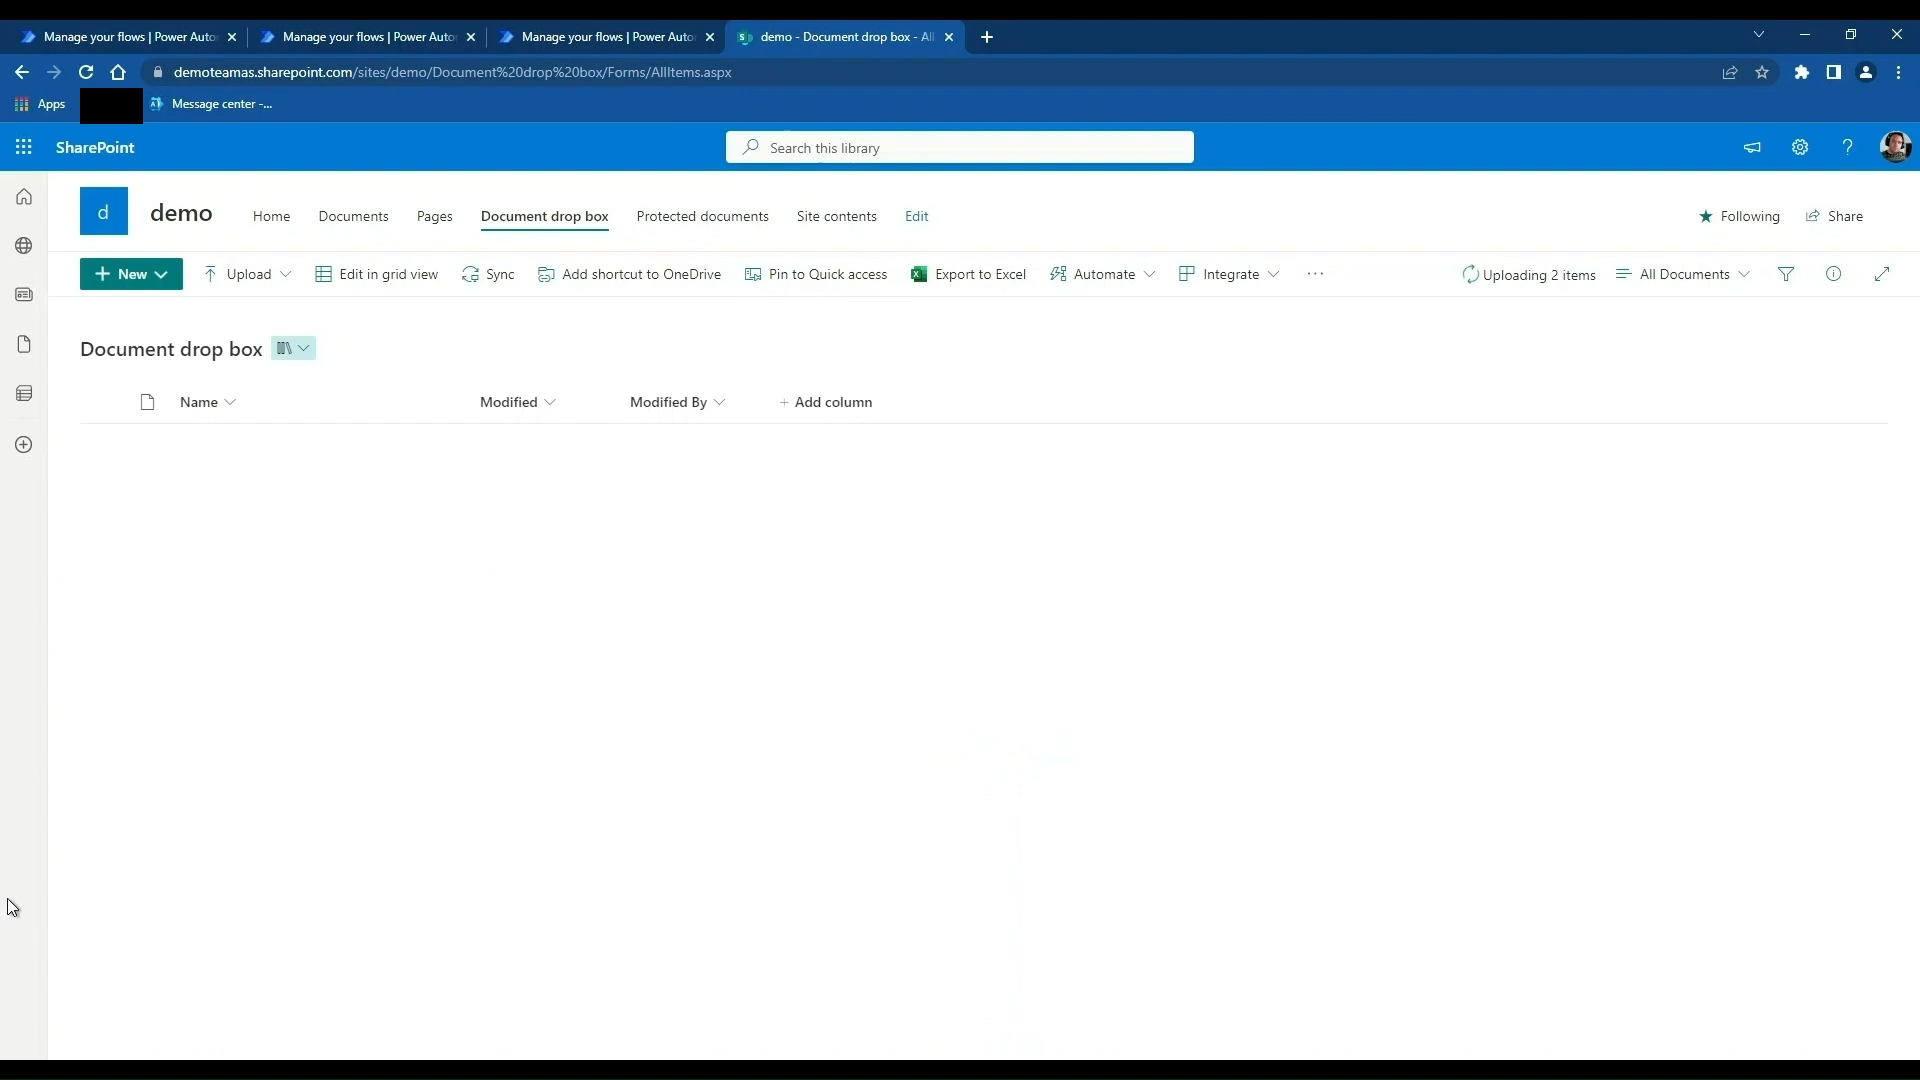 Manage your flows | Power Auto
Manage your flows | Power Auto
Manage your flows | Power Auto
demo - Document drop box - All
demoteamas.sharepoint.com/sites/demo/Document%20drop%20box/Forms/AllItems.aspx
Apps
Message center -...
SharePoint
Search this library
d
demo
Home
Documents
Pages
Document drop box
Protected documents
Site contents
Edit
Following
Share
New
Upload
Edit in grid view
Sync
Add shortcut to OneDrive
Pin to Quick access
Export to Excel
Automate
Integrate
...
Uploading 2 items
All Documents
Document drop box
Name
Modified
Modified By
+ Add column